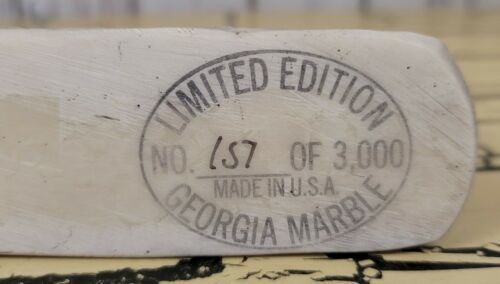 LIMITED EDITION
NO. 157 OF 3,000
MADE IN U.S.A.
GEORGIA MARBLE